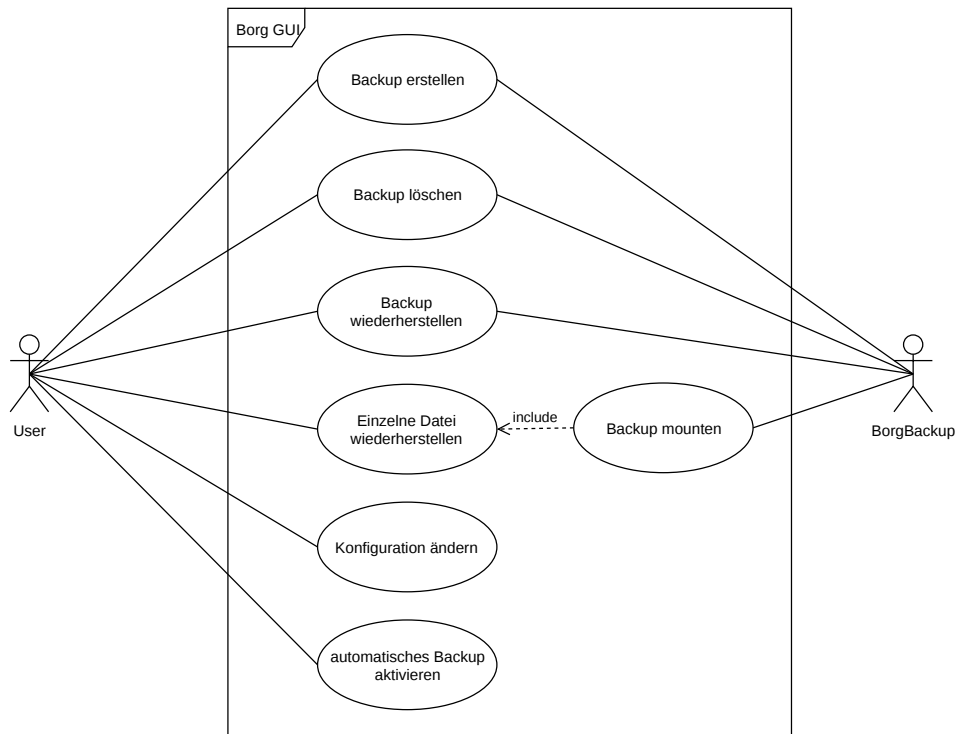 Borg GUI
Backup erstellen
Backup löschen
Backup
wiederherstellen
Einzelne Datei
wiederherstellen
include
Backup mounten
User
BorgBackup
Konfiguration ändern
automatisches Backup
aktivieren